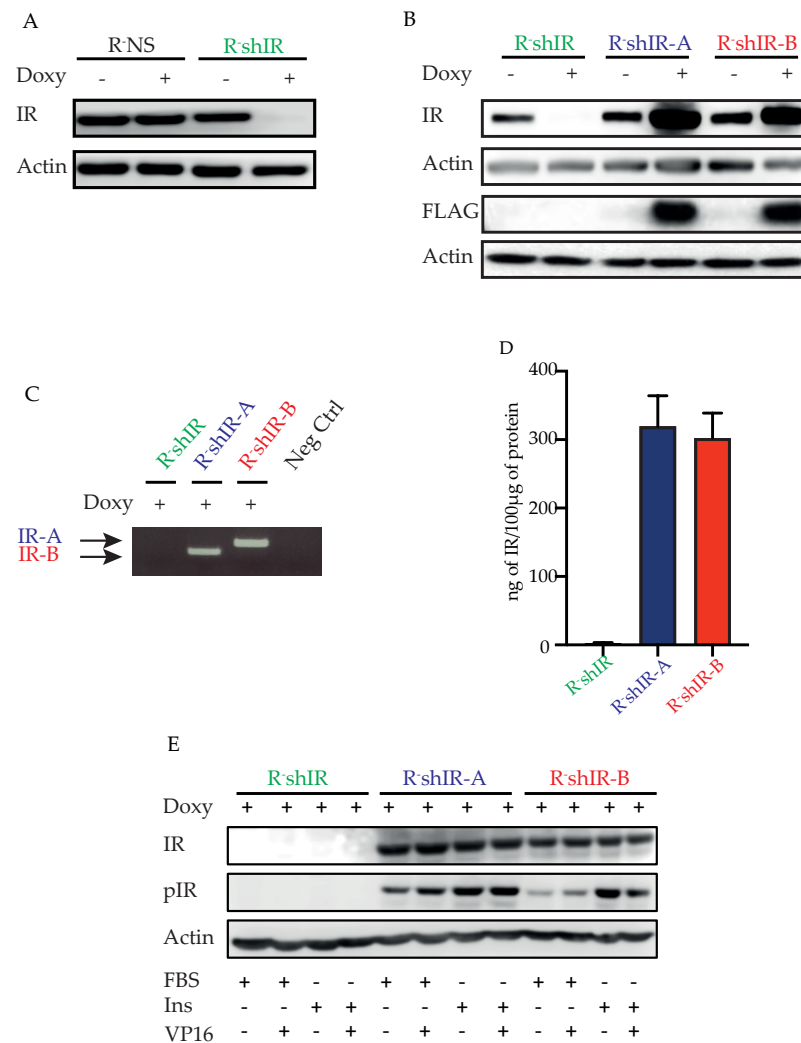 A
R-NS R-shIR
Doxy - + - +
IR
Actin
B
R-shIR R-shIR-A R-shIR-B
Doxy - + - + - +
IR
Actin
FLAG
Actin
C
R-shIR R-shIR-A R-shIR-B Neg Ctrl
Doxy + + +
IR-A
IR-B
D
ng of IR/100µg of protein
400
300
200
100
0
R-shIR R-shIR-A R-shIR-B
E
R-shIR R-shIR-A R-shIR-B
Doxy + + + + + + + + + + + +
IR
pIR
Actin
FBS + + - - + + - - + + - -
Ins - - + + - - + + - - + +
VP16 - + - + - + - + - + - +